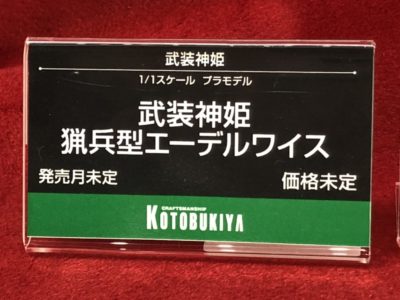 武装神姫
1/1スケール プラモデル
武装神姫
猟兵型エーデルワイス
発売月未定 価格未定
CRAFTSMANSHIP
KOTOBUKIYA